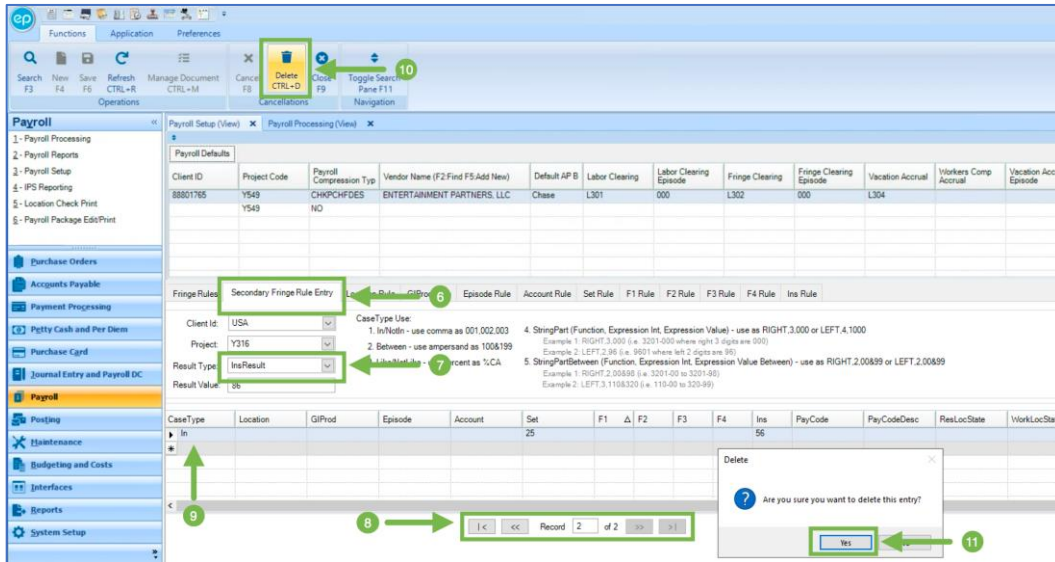 ep
Functions Application Preferences
Search F3
New F4
Save F6
Refresh CTRL+R
Manage Document CTRL+M
F8
Delete CTRL+D
Close F9
Toggle Search Pane F11
10
Operations Cancellations Navigation
Payroll «
Payroll Setup (View) X Payroll Processing (View) X
1 - Payroll Processing
2 - Payroll Reports
3 - Payroll Setup
4 - IPS Reporting
5 - Location Check Print
6 - Payroll Package Edit/Print
Purchase Orders
Accounts Payable
Payment Processing
Petty Cash and Per Diem
Purchase Card
Journal Entry and Payroll DC
Payroll
Posting
Maintenance
Budgeting and Costs
Interfaces
Reports
System Setup
Payroll Defaults
Client ID Project Code Payroll Compression Typ Vendor Name (F2:Find F5:Add New) Default AP B Labor Clearing Labor Clearing Episode Fringe Clearing Fringe Clearing Episode Vacation Accrual Workers Comp Accrual Vacation Acc Episode
88801765 Y549 CHKPCHFDES ENTERTAINMENT PARTNERS, LLC Chase L301 000 L302 000 L304
Y549 NO
Fringe Rules Secondary Fringe Rule Entry Rule 6 Episode Rule Account Rule Set Rule F1 Rule F2 Rule F3 Rule F4 Rule Ins Rule
Client Id: USA
Project: Y316
Result Type: InsResult
Result Value: 86
7
CaseType Use:
1. In/NotIn - use comma as 001,002,003
2. Between - use ampersand as 100&199
percent as %CA
4. StringPart (Function, Expression Int, Expression Value) - use as RIGHT,3,000 or LEFT,4,1000
Example 1: RIGHT,3,000 (i.e. 3201-000 where right 3 digits are 000)
Example 2: LEFT,2,96 (i.e. 9601 where left 2 digits are 96)
5. StringPartBetween (Function, Expression Int, Expression Value Between) - use as RIGHT,2,00&99 or LEFT,2,00&99
Example 1: RIGHT,2,00&98 (i.e. 3201-00 to 3201-98)
Example 2: LEFT,3,110&320 (i.e. 110-00 to 320-99)
CaseType Location GlProd Episode Account Set F1 F2 F3 F4 Ins PayCode PayCodeDesc ResLocState WorkLocSta
In 25 56
9
8
|< << Record 2 of 2 >> >|
Delete
Are you sure you want to delete this entry?
Yes
11